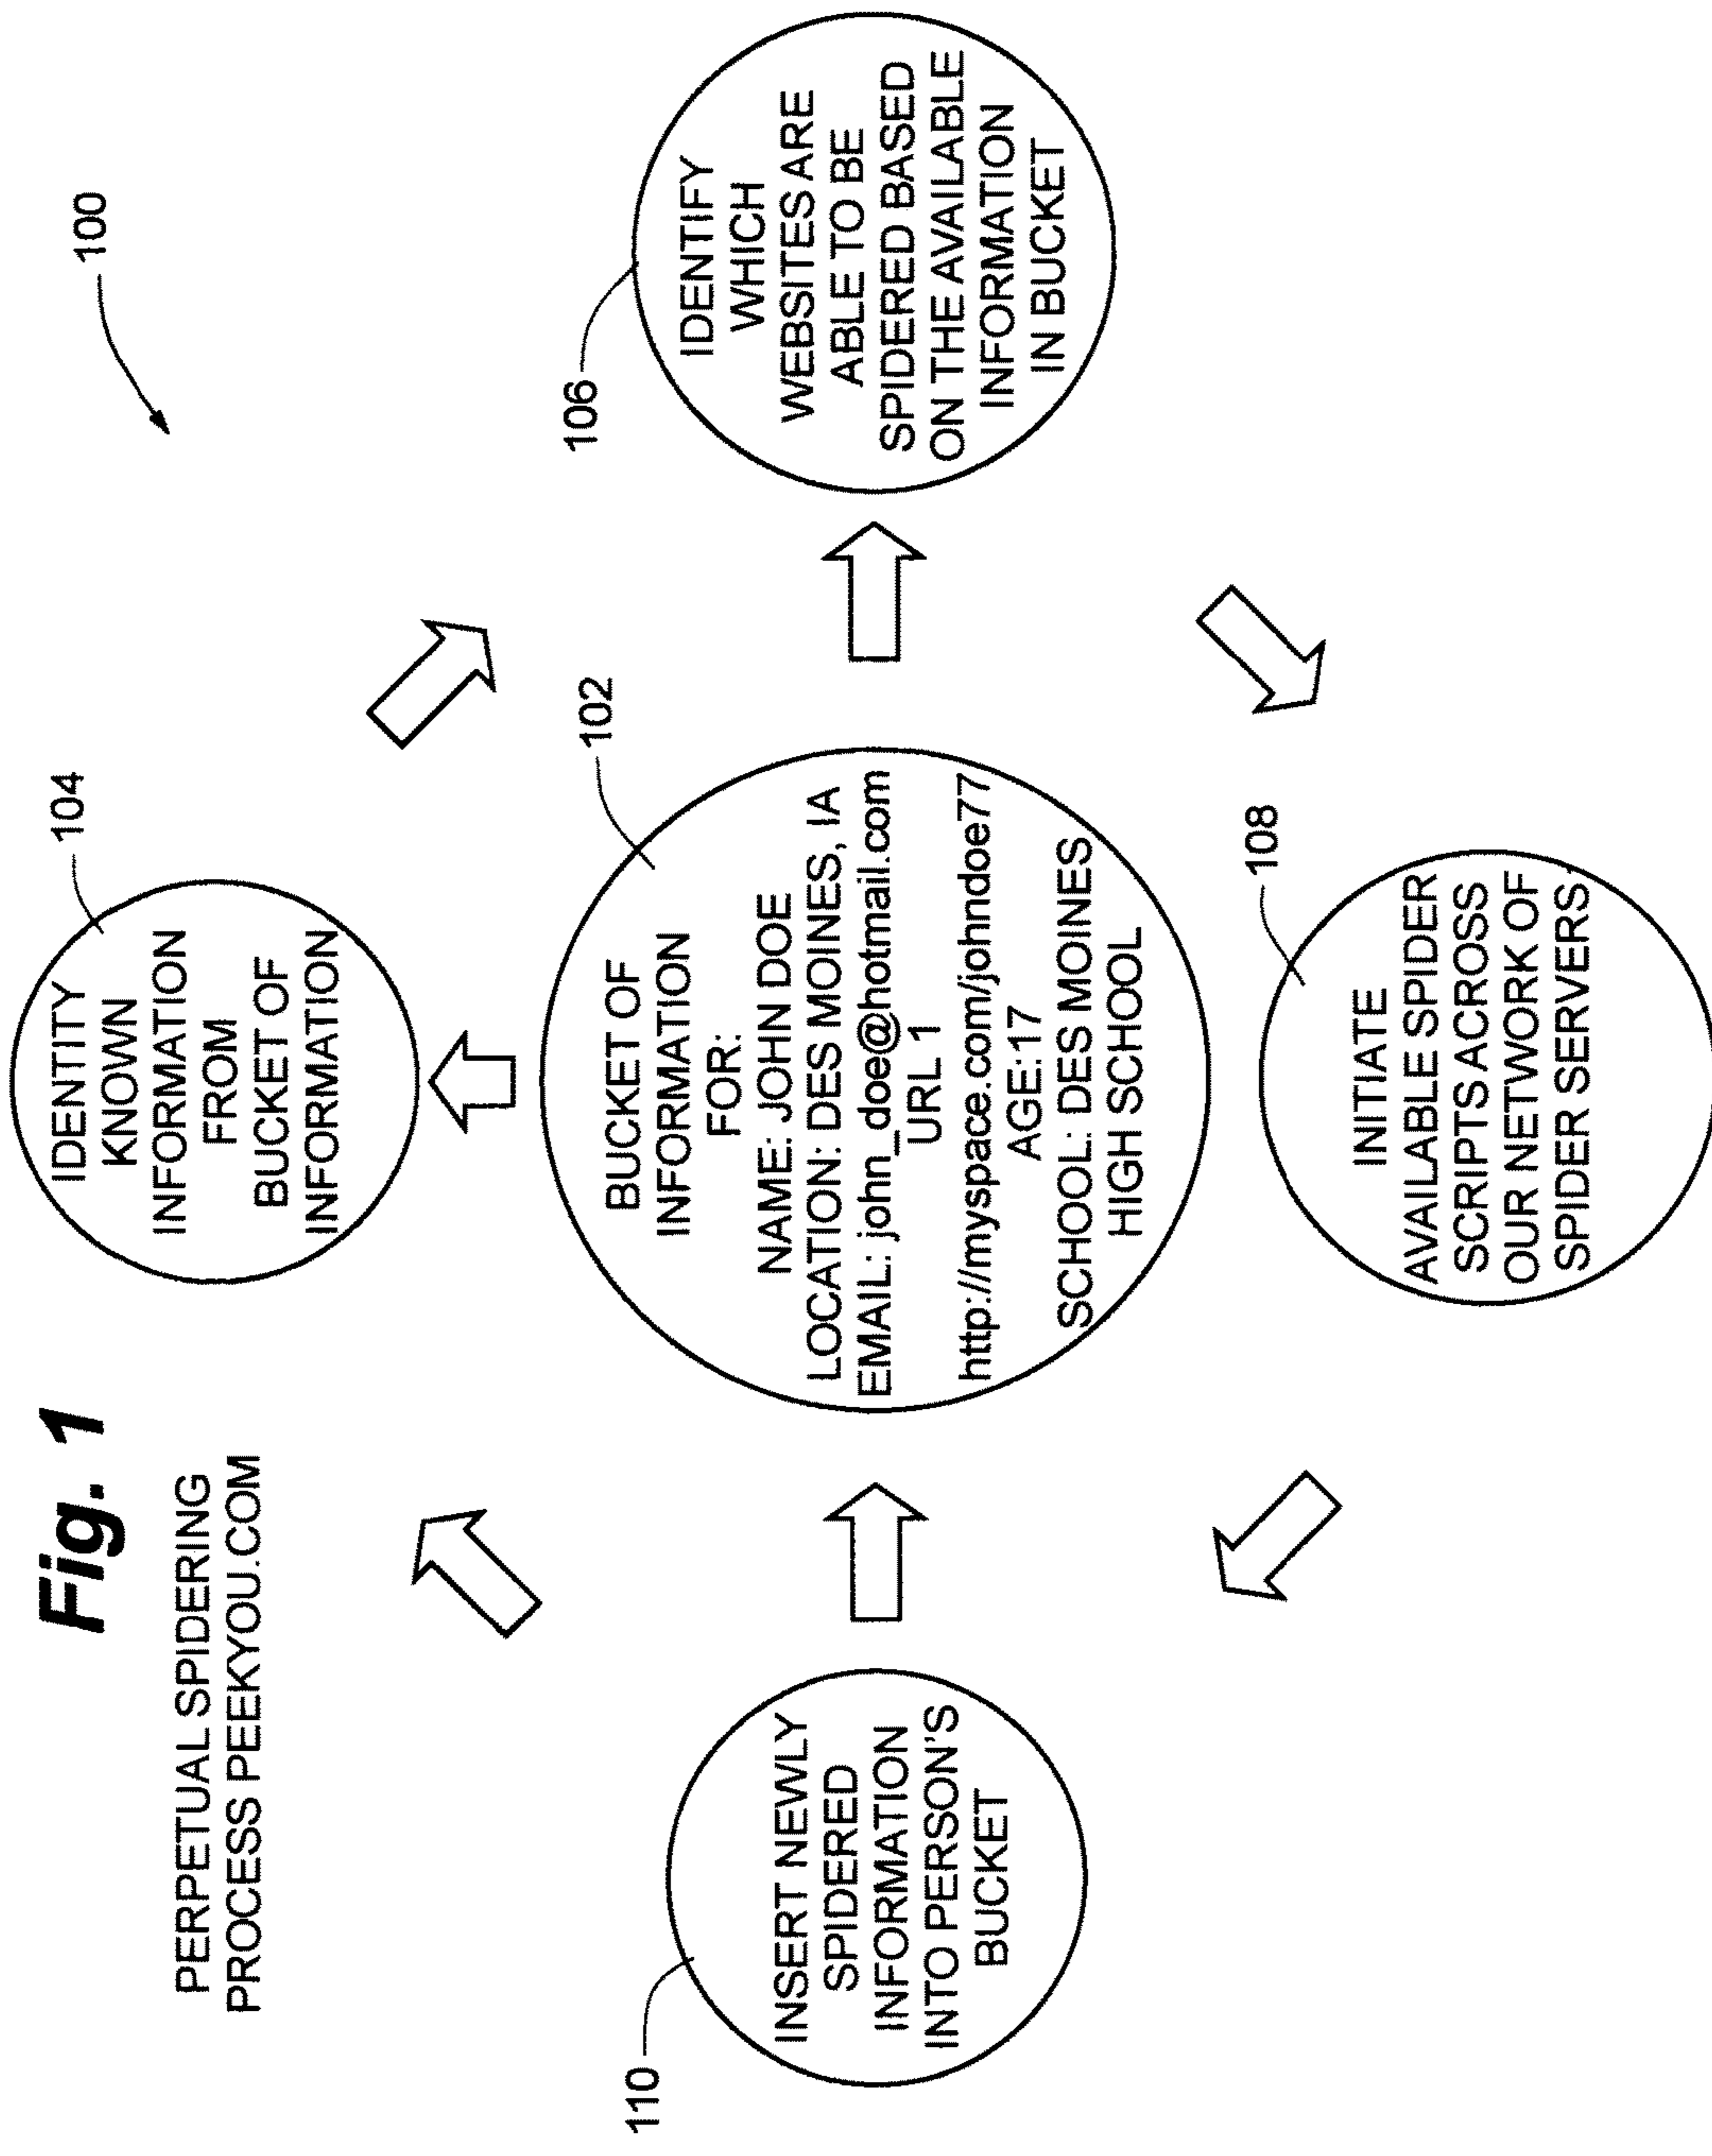 Fig. 1
PERPETUAL SPIDERING
PROCESS PEEKYOU.COM
100
104
IDENTITY
KNOWN
INFORMATION
FROM
BUCKET OF
INFORMATION
110
INSERT NEWLY
SPIDERED
INFORMATION
INTO PERSON'S
BUCKET
102
BUCKET OF
INFORMATION
FOR:
NAME: JOHN DOE
LOCATION: DES MOINES, IA
EMAIL: john_doe@hotmail.com
URL 1
http://myspace.com/johndoe77
AGE:17
SCHOOL: DES MOINES
HIGH SCHOOL
106
IDENTIFY
WHICH
WEBSITES ARE
ABLE TO BE
SPIDERED BASED
ON THE AVAILABLE
INFORMATION
IN BUCKET
108
INITIATE
AVAILABLE SPIDER
SCRIPTS ACROSS
OUR NETWORK OF
SPIDER SERVERS